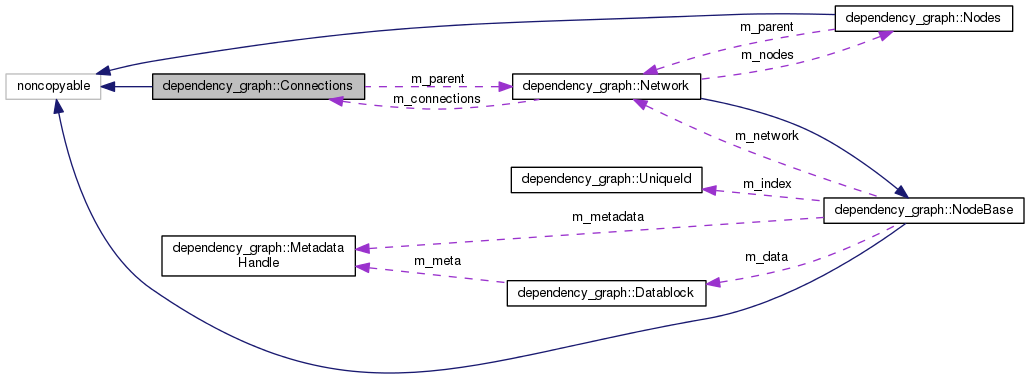 dependency_graph::Nodes
m_parent
m_nodes
noncopyable
dependency_graph::Connections
m_parent
m_connections
dependency_graph::Network
m_network
dependency_graph::UniqueId
m_index
dependency_graph::NodeBase
m_metadata
dependency_graph::Metadata
Handle
m_meta
m_data
dependency_graph::Datablock